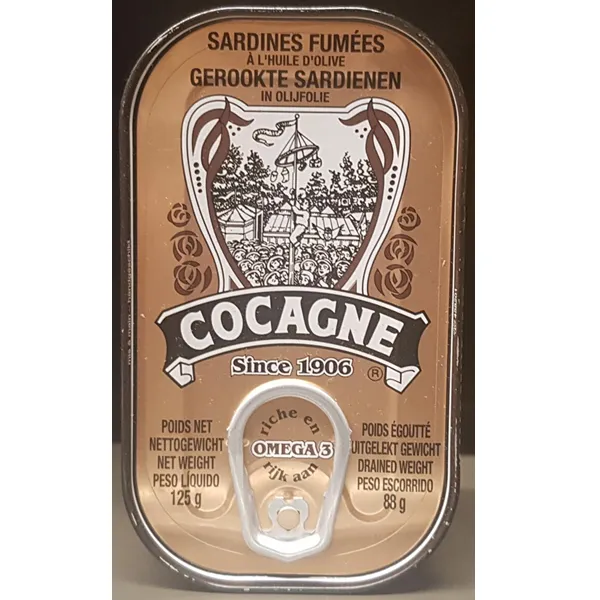 SARDINES FUMÉES
À L'HUILE D'OLIVE
GEROOKTE SARDIENEN
IN OLIJFOLIE
COCAGNE
Since 1906
®
POIDS NET
NETTOGEWICHT
NET WEIGHT
PESO LÍQUIDO
125 g
riche en
OMEGA 3
rijk aan
POIDS ÉGOUTTÉ
UITGELEKT GEWICHT
DRAINED WEIGHT
PESO ESCORRIDO
88 g